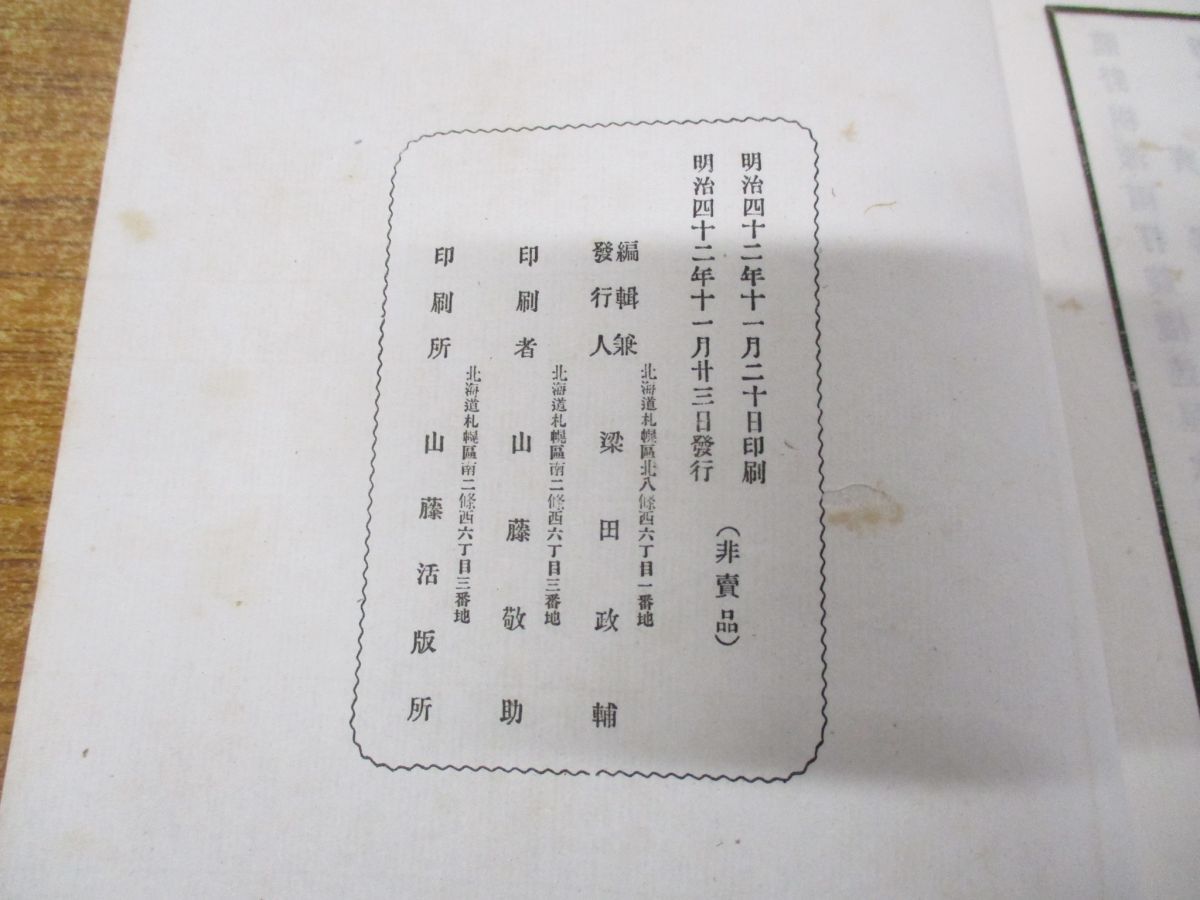 明治四十二年十一月二十日印刷
明治四十二年十一月廿三日發行
(非賣品)
編輯兼
發行人
北海道札幌區北八條西六丁目一番地
梁田政輔
印刷者
北海道札幌區南二條西六丁目三番地
山藤敬助
印刷所
北海道札幌區南二條西六丁目三番地
山藤活版所